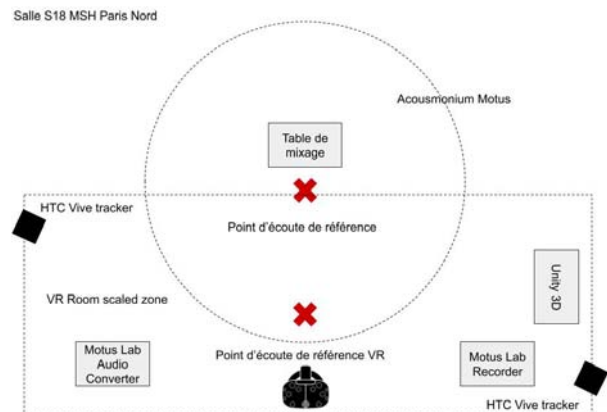 Salle S18 MSH Paris Nord
Acousmonium Motus
Table de
mixage
HTC Vive tracker
Point d'écoute de référence
VR Room scaled zone
Unity 3D
Motus Lab
Audio
Converter
Point d'écoute de référence VR
Motus Lab
Recorder
HTC Vive tracker